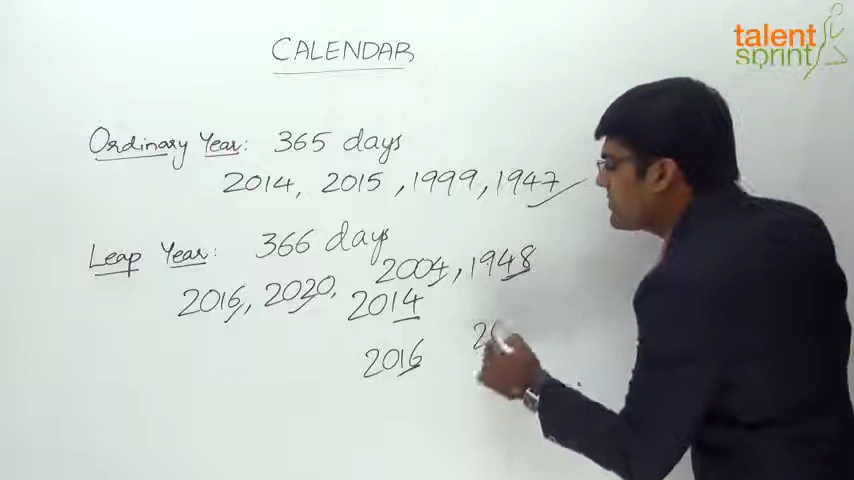 talent
sprint
CALENDAR
Ordinary Year: 365 days
2014, 2015, 1999, 1947
Leap Year: 366 days
2004, 1948
2016, 2020, 2014
2016